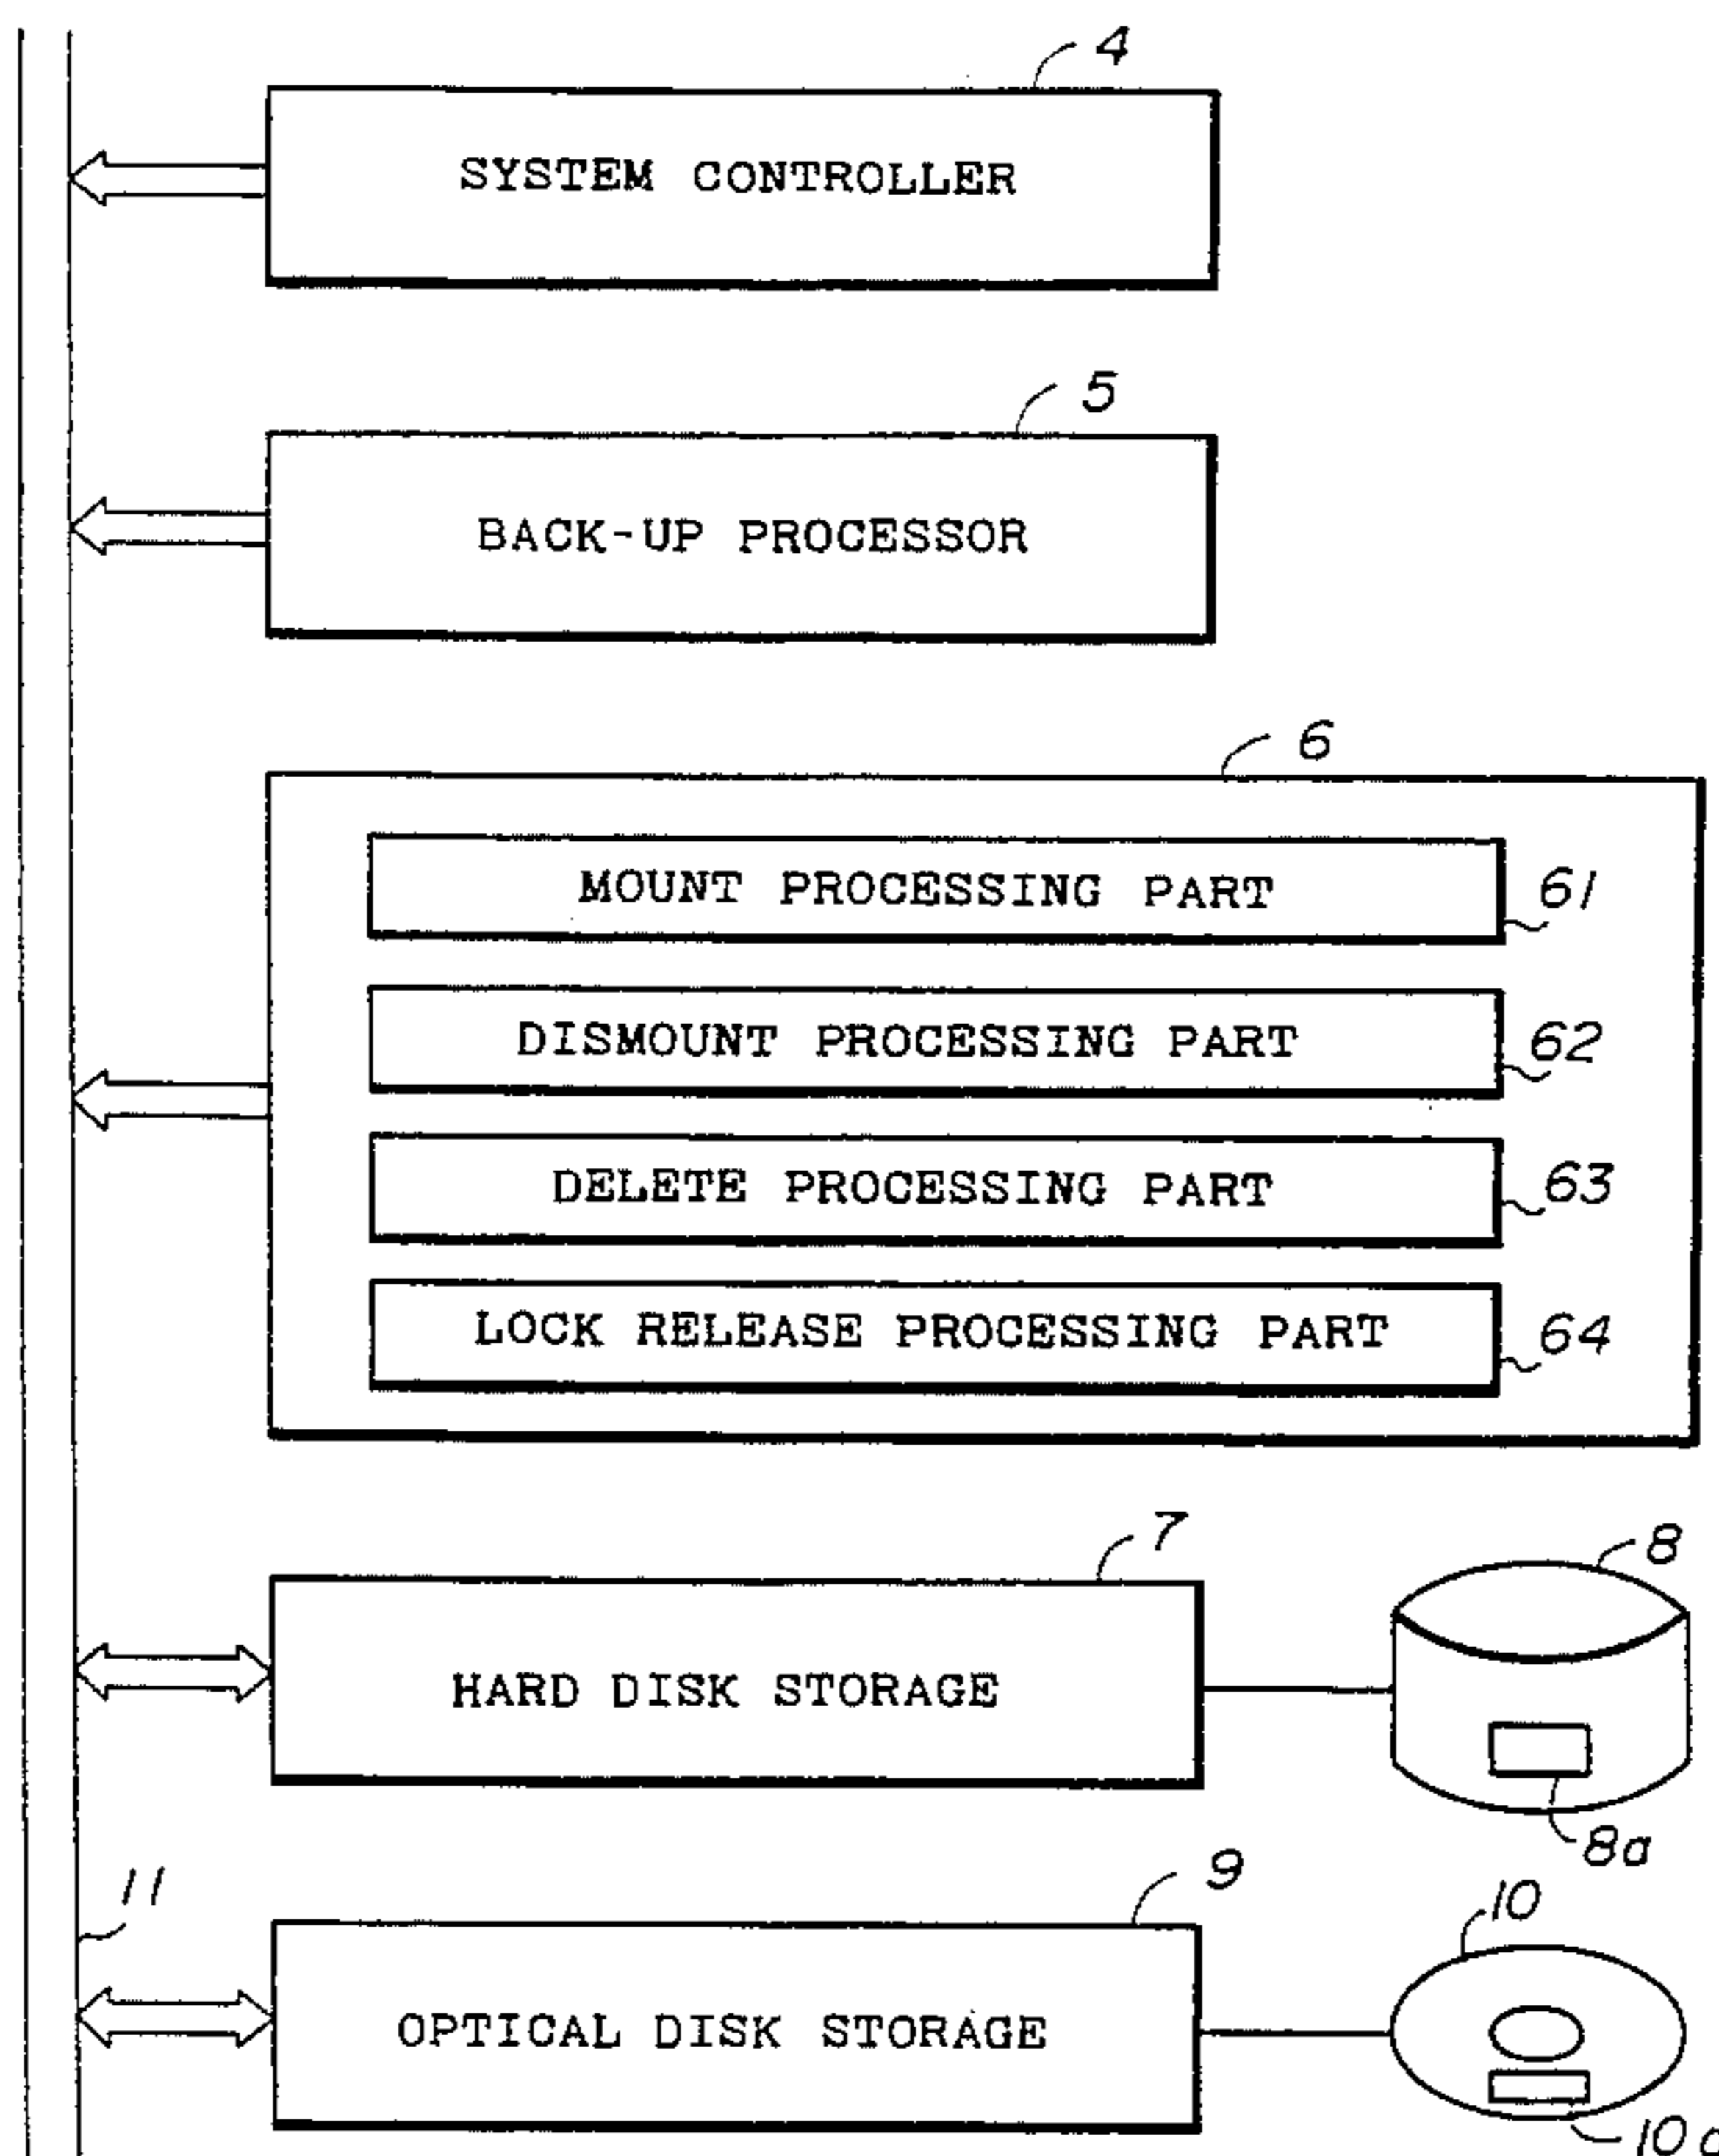 4
SYSTEM CONTROLLER
5
BACK-UP PROCESSOR
6
MOUNT PROCESSING PART
61
DISMOUNT PROCESSING PART
62
DELETE PROCESSING PART
63
LOCK RELEASE PROCESSING PART
64
7
8
HARD DISK STORAGE
8a
11
9
10
OPTICAL DISK STORAGE
10a